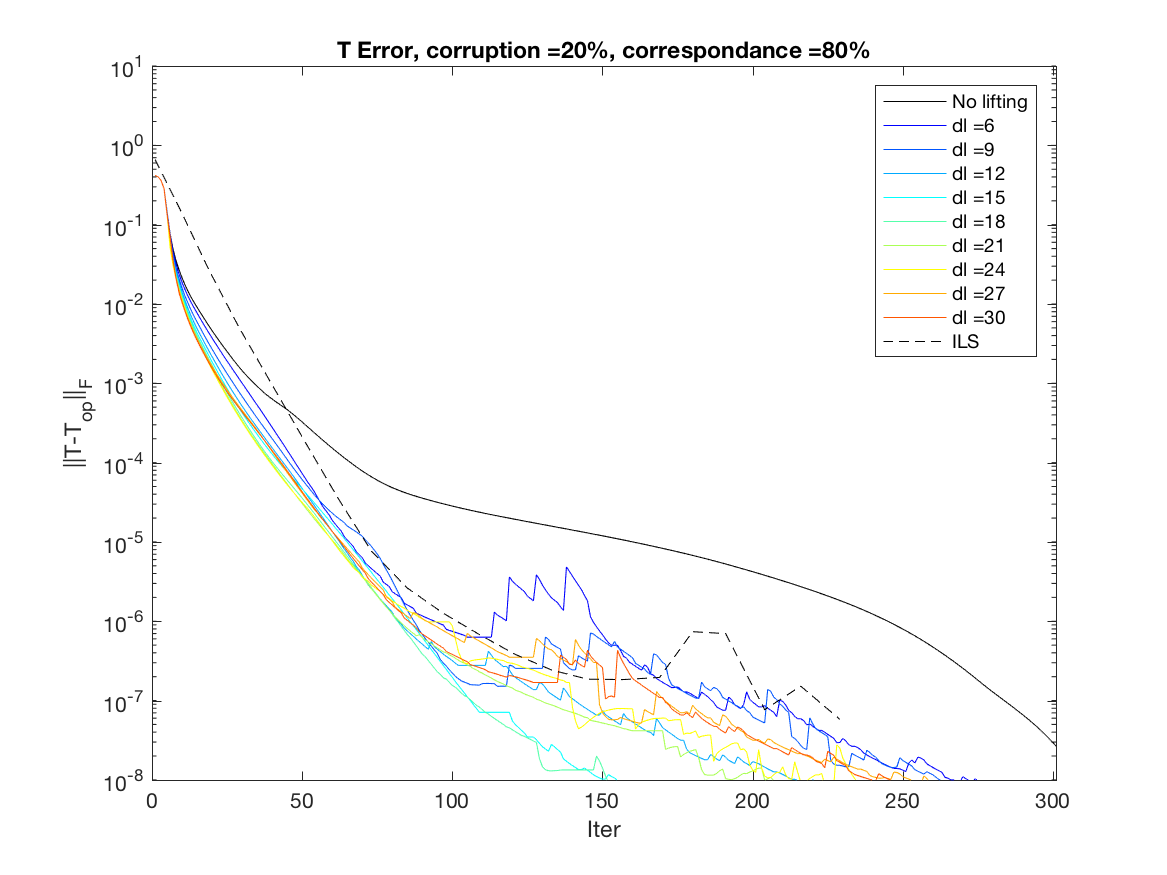 T Error, corruption =20%, correspondance =80%
10^1
10^0
10^-1
10^-2
10^-3
10^-4
10^-5
10^-6
10^-7
10^-8
||T-T_op||_F
0
50
100
150
200
250
300
Iter
No lifting
dl =6
dl =9
dl =12
dl =15
dl =18
dl =21
dl =24
dl =27
dl =30
ILS